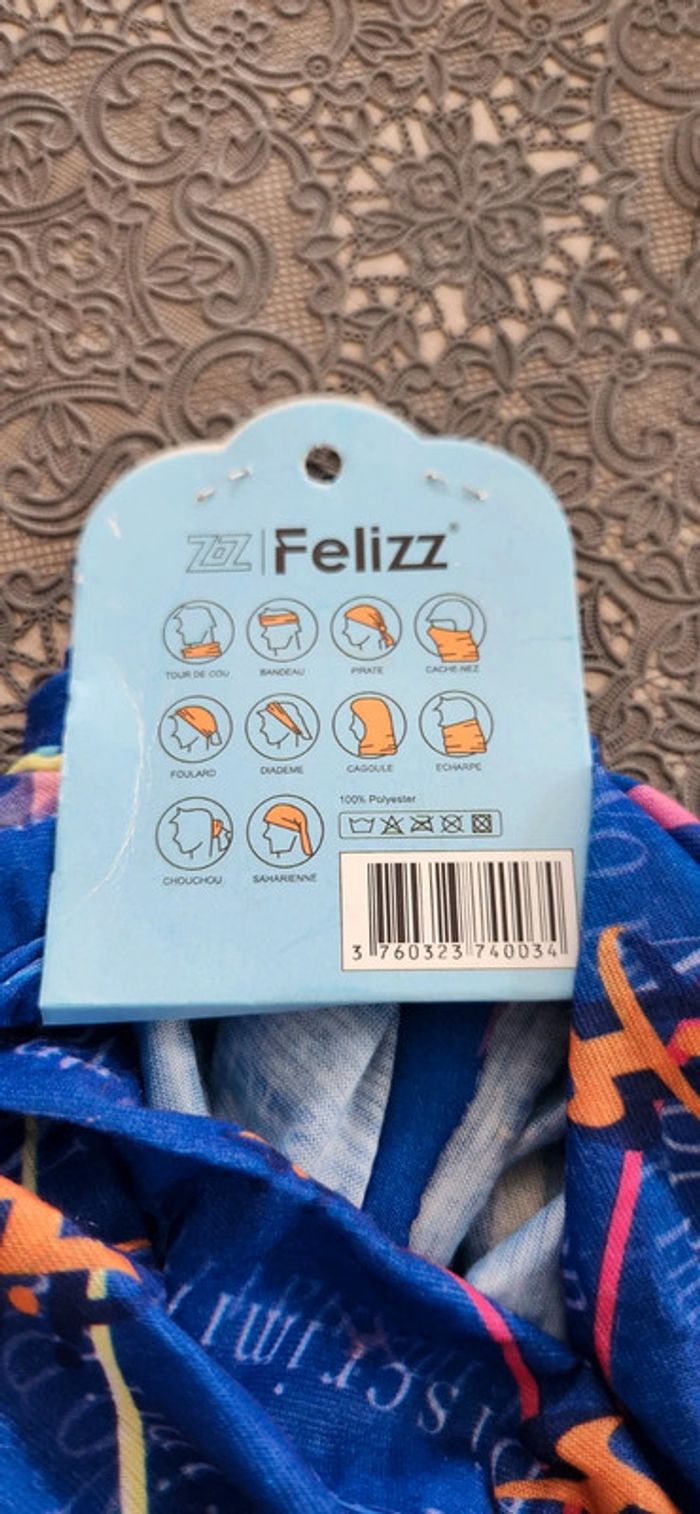 ZOZ Felizz®
TOUR DE COU BANDEAU PIRATE CACHE-NEZ
FOULARD DIADEME CAGOULE ECHARPE
100% Polyester
CHOUCHOU SAHARIENNE
3 760323 740034
iscrimi